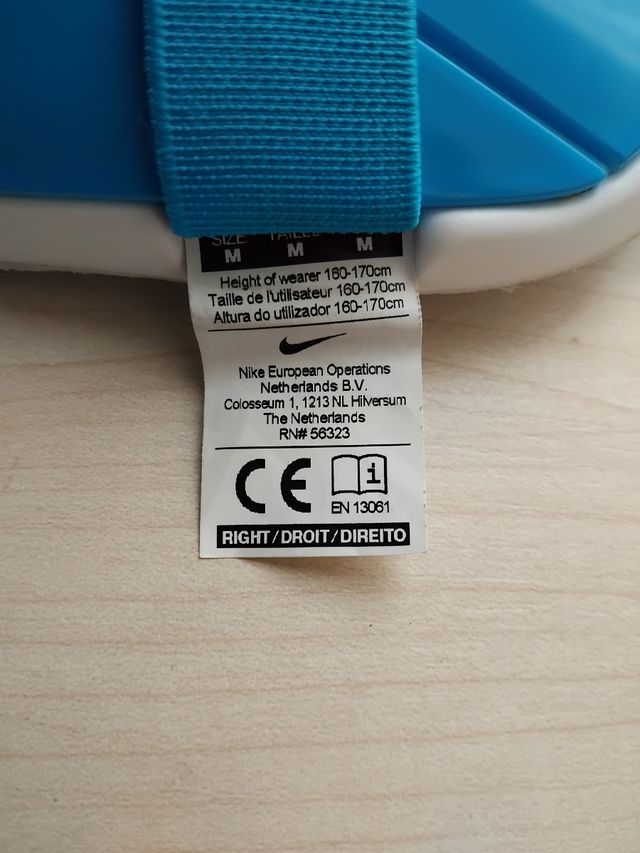 SIZE TAILLE
M M M
Height of wearer 160-170cm
Taille de l'utilisateur 160-170cm
Altura do utilizador 160-170cm
Nike European Operations
Netherlands B.V.
Colosseum 1, 1213 NL Hilversum
The Netherlands
RN# 56323
CE
i
EN 13061
RIGHT/DROIT/DIREITO